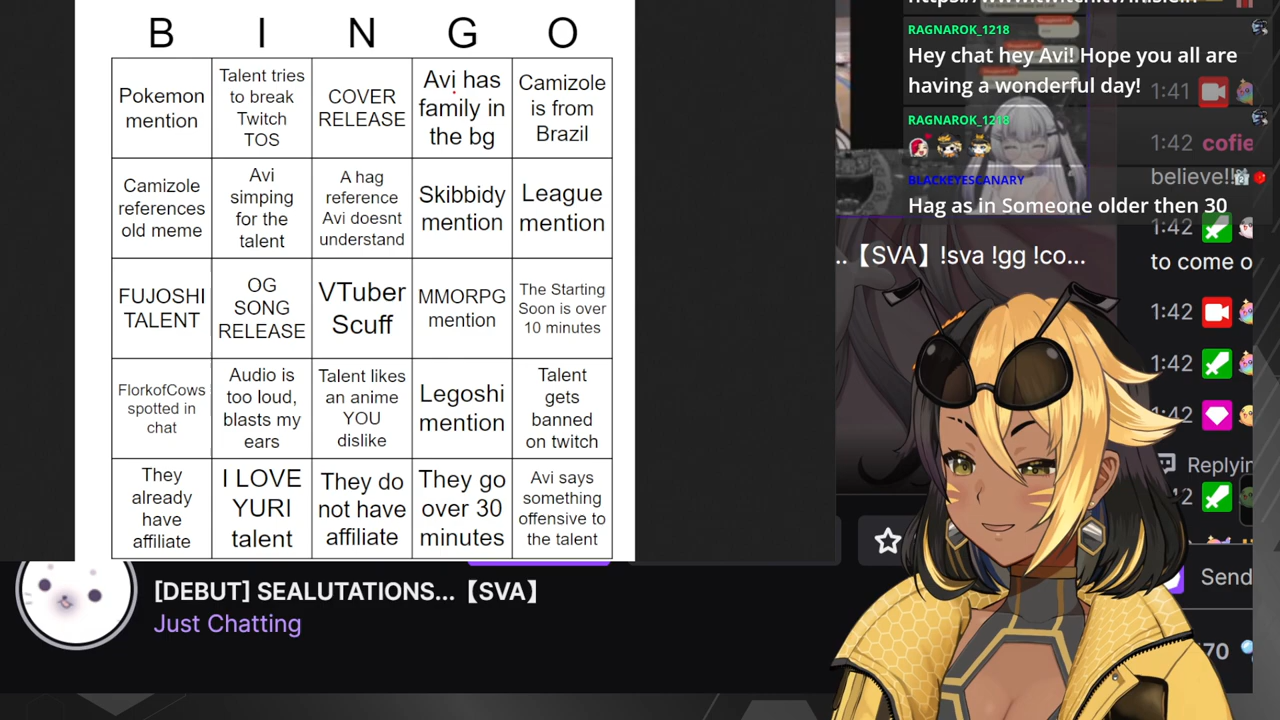 B I N G O
Pokemon
mention
Talent tries
to break
Twitch
TOS
COVER
RELEASE
Avi has
family in
the bg
Camizole
is from
Brazil
Camizole
references
old meme
Avi
simping
for the
talent
A hag
reference
Avi doesnt
understand
Skibbidy
mention
League
mention
FUJOSHI
TALENT
OG
SONG
RELEASE
VTuber
Scuff
MMORPG
mention
The Starting
Soon is over
10 minutes
FlorkofCows
spotted in
chat
Audio is
too loud,
blasts my
ears
Talent likes
an anime
YOU
dislike
Legoshi
mention
Talent
gets
banned
on twitch
They
already
have
affiliate
I LOVE
YURI
talent
They do
not have
affiliate
They go
over 30
minutes
Avi says
something
offensive to
the talent
RAGNAROK_1218
Hey chat hey Avi! Hope you all are
having a wonderful day!
RAGNAROK_1218
BLACKEYESCANARY
Hag as in Someone older then 30
1:41
1:42 cofie
believe!!
1:42
to come o
1:42
1:42
1:42
Replyin
Send
70
..【SVA】!sva !gg !co...
[DEBUT] SEALUTATIONS...【SVA】
Just Chatting